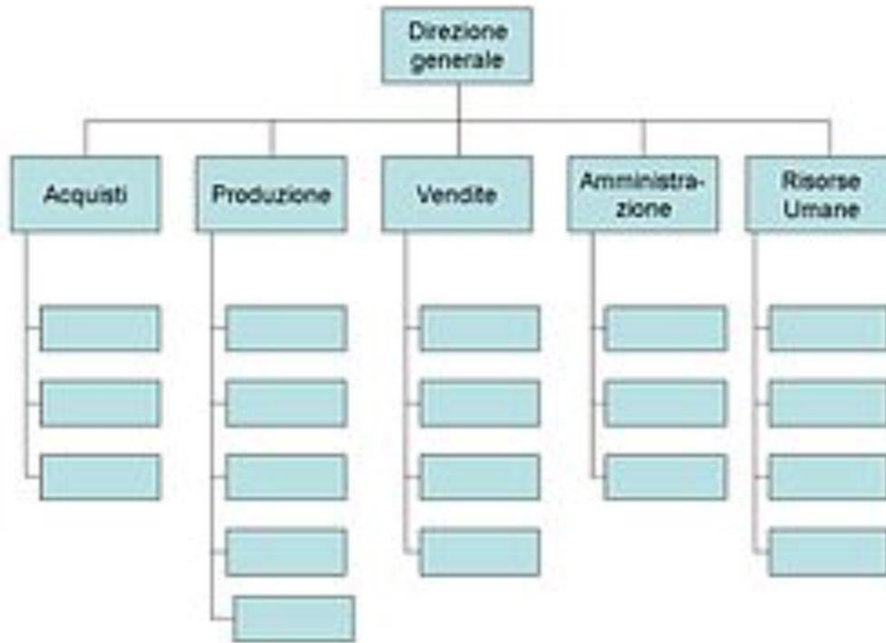 Direzione
generale
Acquisti
Produzione
Vendite
Amministra-
zione
Risorse
Umane